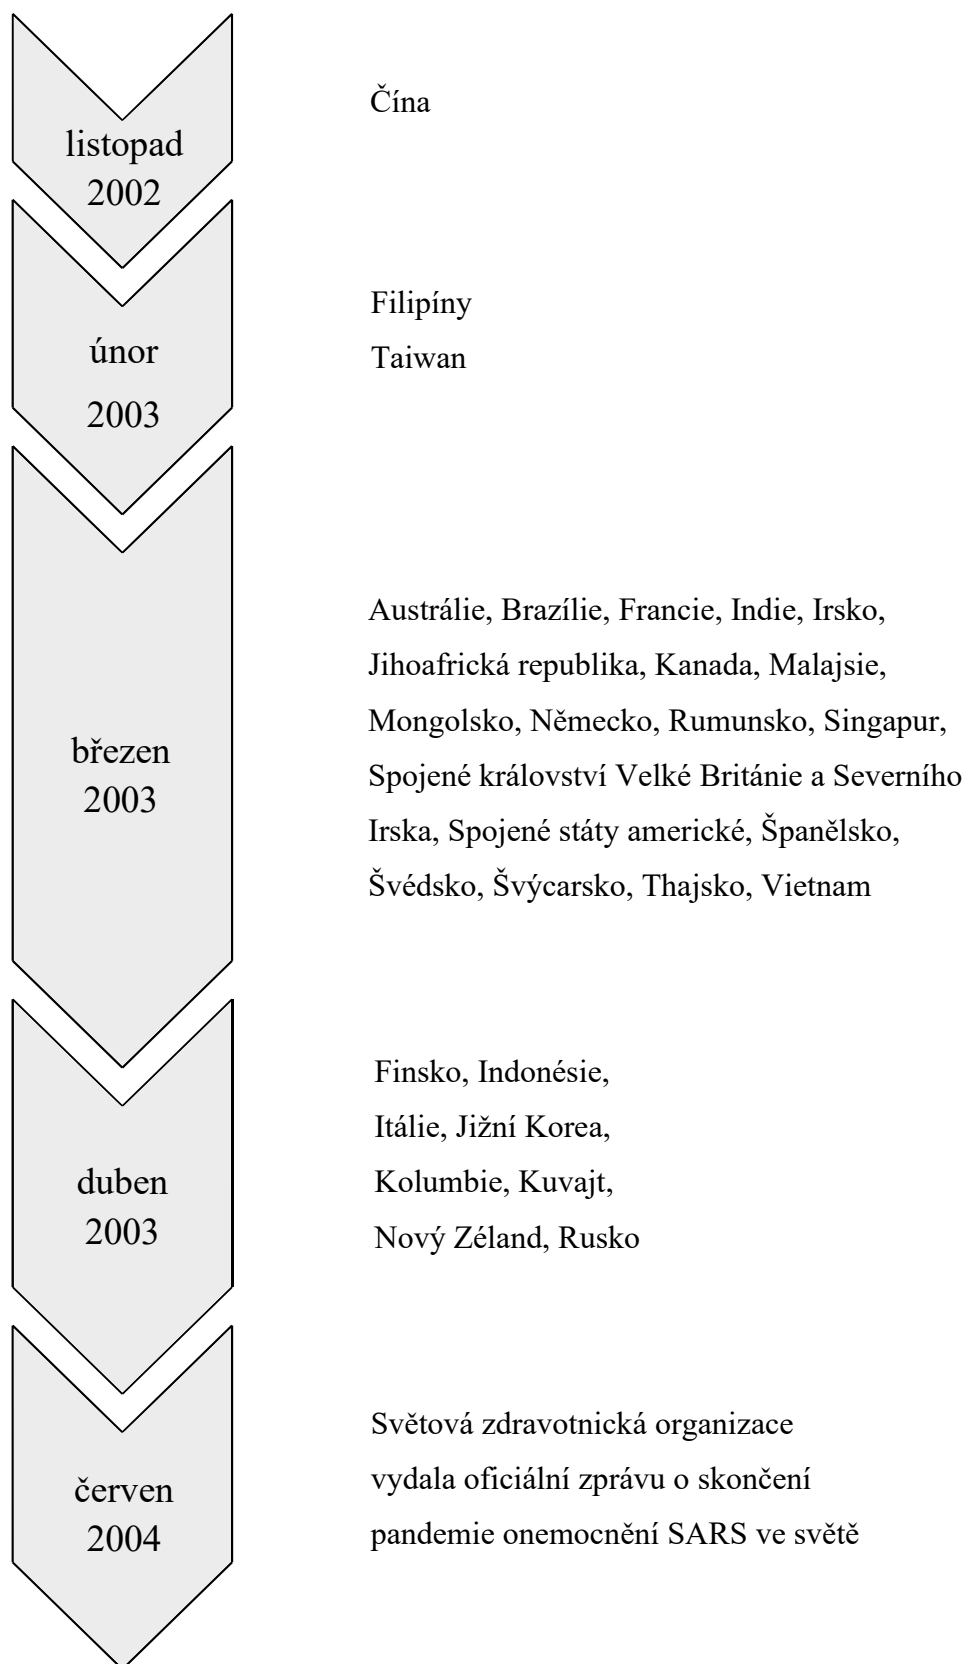 listopad
2002
Čína
únor
2003
Filipíny
Taiwan
březen
2003
Austrálie, Brazílie, Francie, Indie, Irsko,
Jihoafrická republika, Kanada, Malajsie,
Mongolsko, Německo, Rumunsko, Singapur,
Spojené království Velké Británie a Severního
Irska, Spojené státy americké, Španělsko,
Švédsko, Švýcarsko, Thajsko, Vietnam
duben
2003
Finsko, Indonésie,
Itálie, Jižní Korea,
Kolumbie, Kuvajt,
Nový Zéland, Rusko
červen
2004
Světová zdravotnická organizace
vydala oficiální zprávu o skončení
pandemie onemocnění SARS ve světě